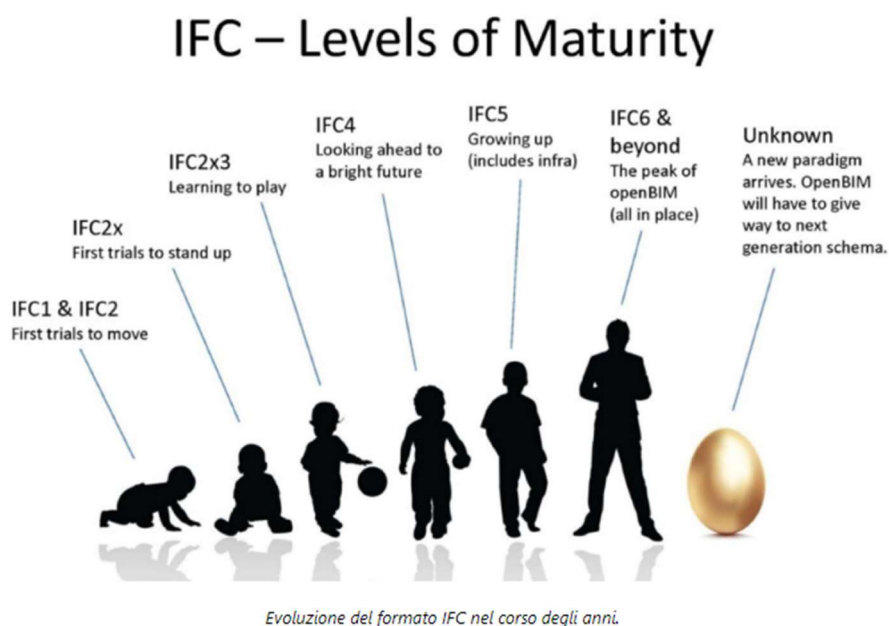 IFC – Levels of Maturity
IFC1 & IFC2
First trials to move
IFC2x
First trials to stand up
IFC2x3
Learning to play
IFC4
Looking ahead to
a bright future
IFC5
Growing up
(includes infra)
IFC6 &
beyond
The peak of
openBIM
(all in place)
Unknown
A new paradigm
arrives. OpenBIM
will have to give
way to next
generation schema.
Evoluzione del formato IFC nel corso degli anni.